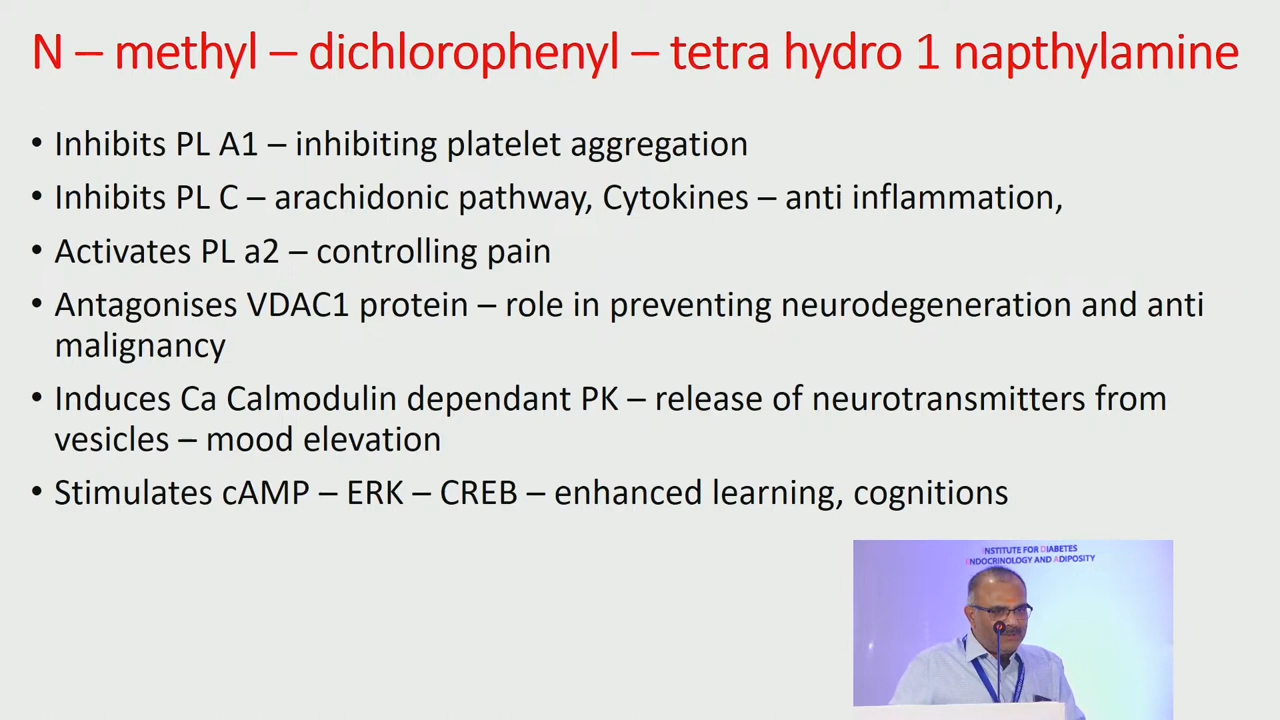 N – methyl – dichlorophenyl – tetra hydro 1 napthylamine
• Inhibits PL A1 – inhibiting platelet aggregation
• Inhibits PL C – arachidonic pathway, Cytokines – anti inflammation,
• Activates PL a2 – controlling pain
• Antagonises VDAC1 protein – role in preventing neurodegeneration and anti
malignancy
• Induces Ca Calmodulin dependant PK – release of neurotransmitters from
vesicles – mood elevation
• Stimulates cAMP – ERK – CREB – enhanced learning, cognitions
INSTITUTE FOR DIABETES
ENDOCRINOLOGY AND ADIPOSITY